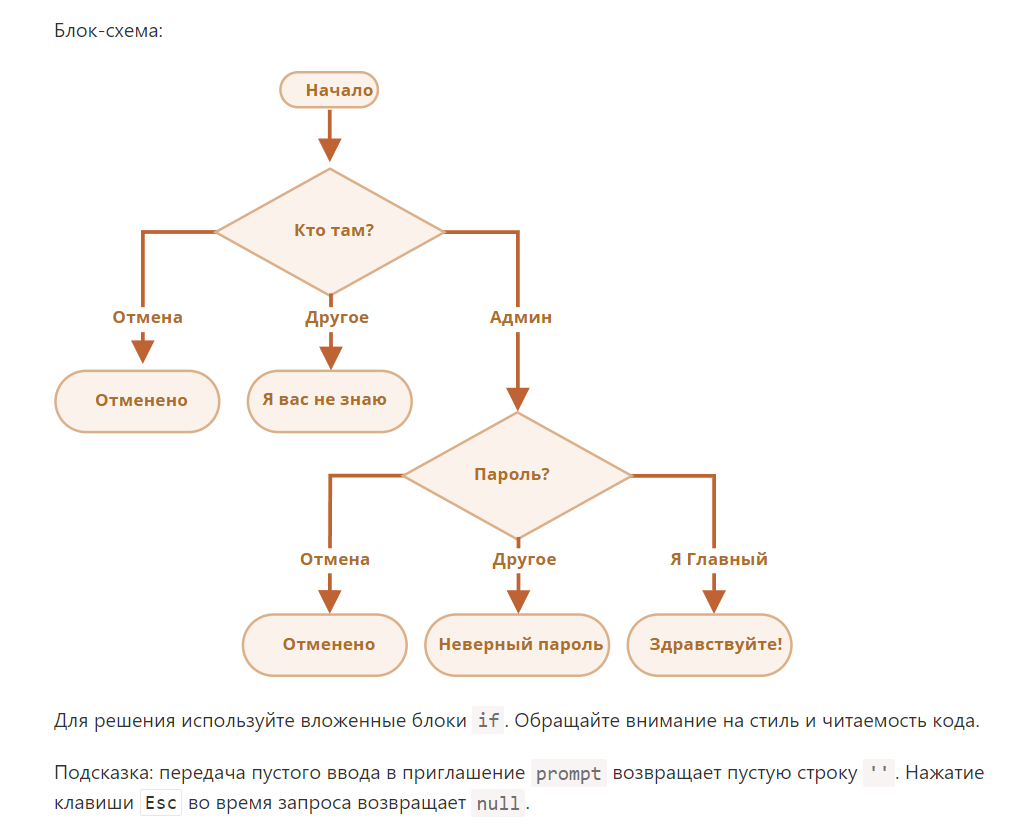 Блок-схема:
Начало
Кто там?
Отмена
Другое
Админ
Отменено
Я вас не знаю
Пароль?
Отмена
Другое
Я Главный
Отменено
Неверный пароль
Здравствуйте!
Для решения используйте вложенные блоки if. Обращайте внимание на стиль и читаемость кода.
Подсказка: передача пустого ввода в приглашение prompt возвращает пустую строку ''. Нажатие
клавиши Esc во время запроса возвращает null.